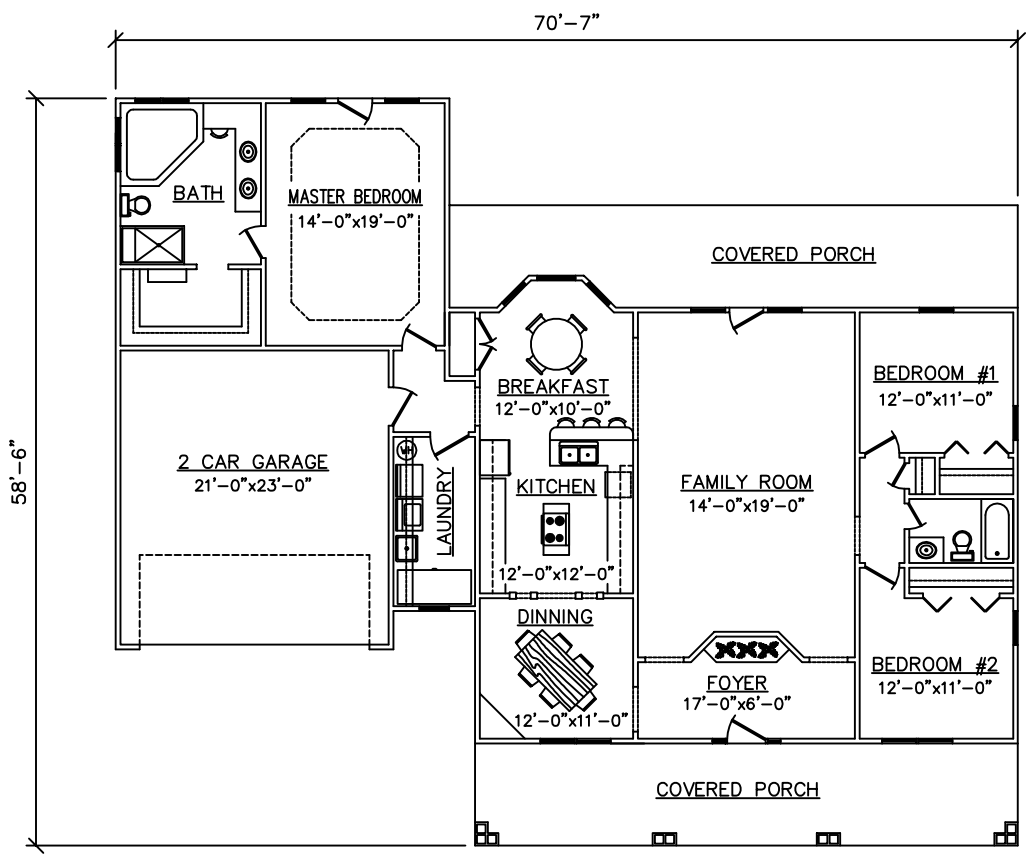 70'-7"
58'-6"
BATH
MASTER BEDROOM
14'-0"x19'-0"
COVERED PORCH
BREAKFAST
12'-0"x10'-0"
BEDROOM #1
12'-0"x11'-0"
2 CAR GARAGE
21'-0"x23'-0"
WH
LAUNDRY
KITCHEN
12'-0"x12'-0"
FAMILY ROOM
14'-0"x19'-0"
DINNING
12'-0"x11'-0"
FOYER
17'-0"x6'-0"
BEDROOM #2
12'-0"x11'-0"
COVERED PORCH